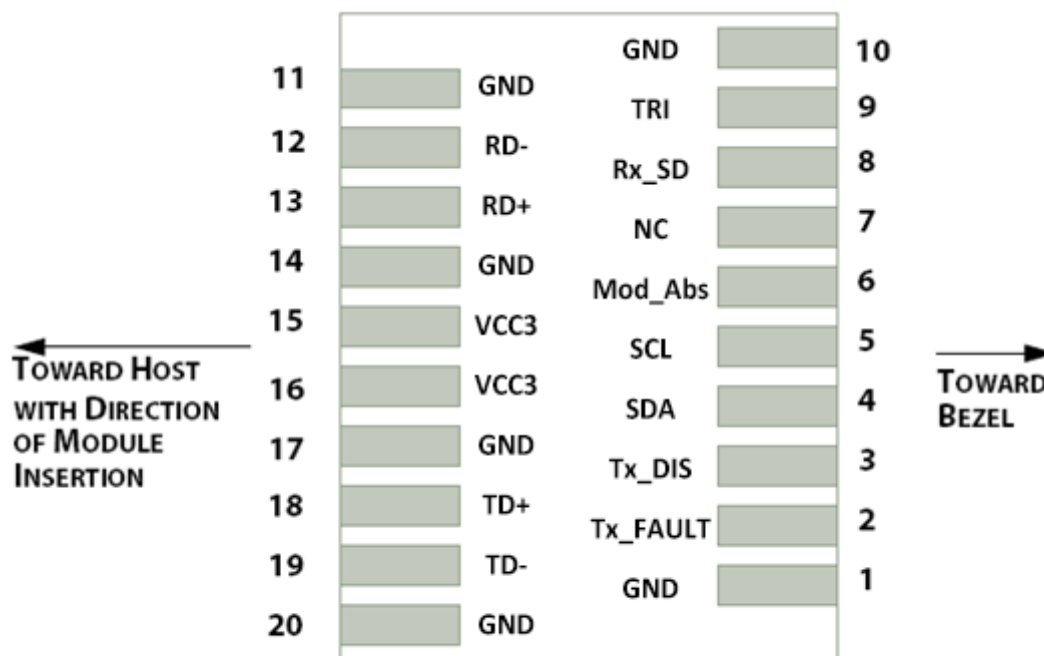 11 GND
12 RD-
13 RD+
14 GND
15 VCC3
16 VCC3
17 GND
18 TD+
19 TD-
20 GND
GND 10
TRI 9
Rx_SD 8
NC 7
Mod_Abs 6
SCL 5
SDA 4
Tx_DIS 3
Tx_FAULT 2
GND 1
TOWARD HOST
WITH DIRECTION
OF MODULE
INSERTION
TOWARD
BEZEL